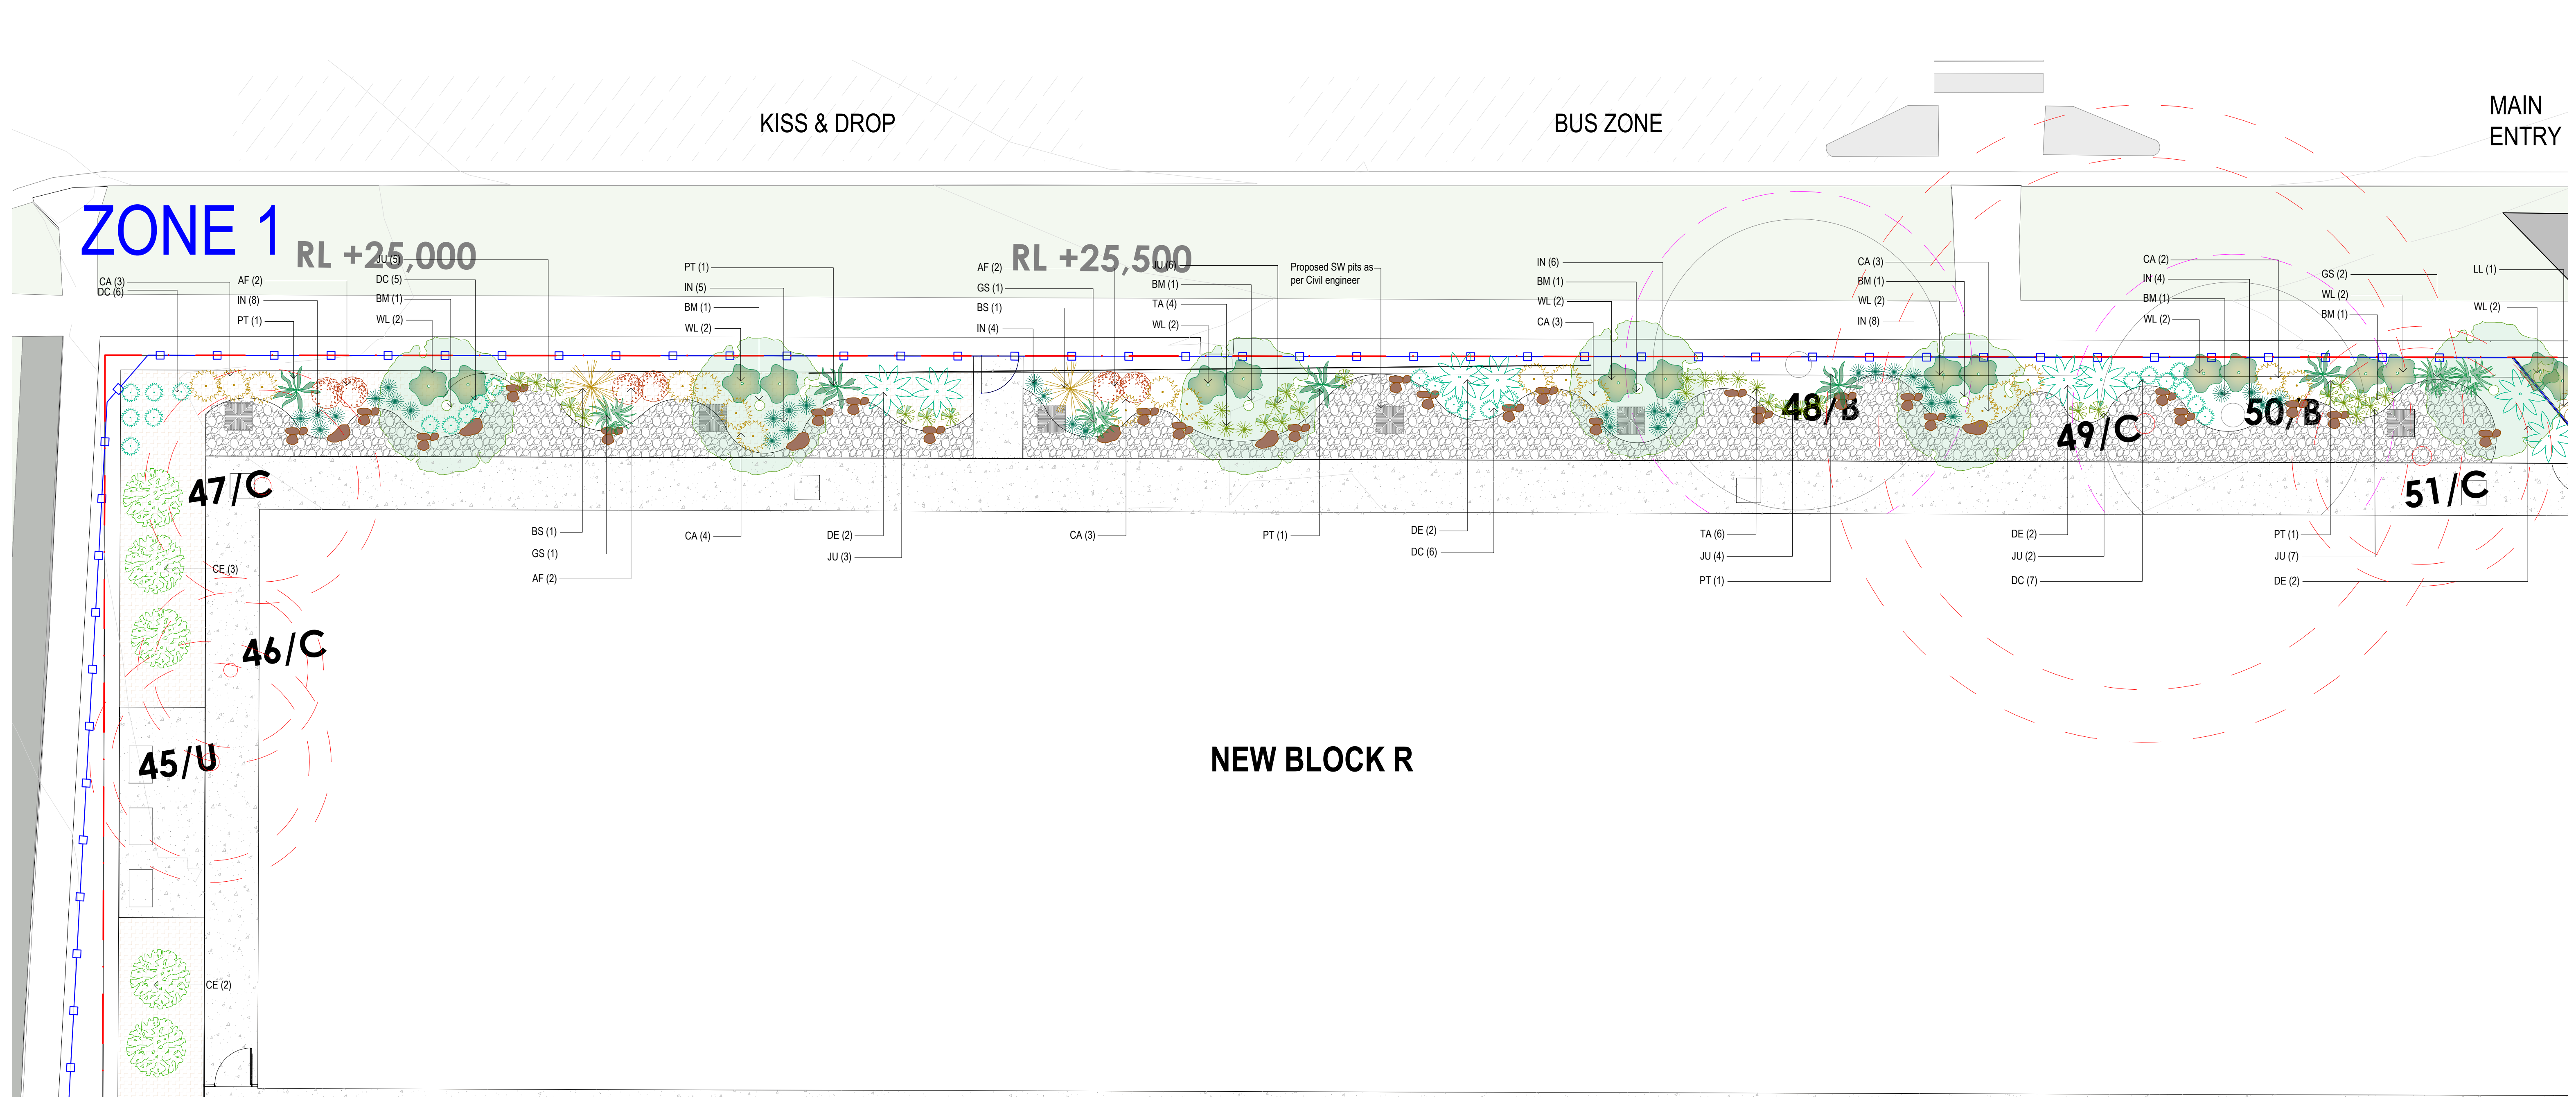 KISS & DROP
BUS ZONE
MAIN
ENTRY
ZONE 1
RL +25,000
RL +25,500
CA (3)
DC (6)
AF (2)
IN (8)
PT (1)
JU (5)
DC (5)
BM (1)
WL (2)
PT (1)
IN (5)
BM (1)
WL (2)
AF (2)
GS (1)
BS (1)
IN (4)
JU (6)
BM (1)
TA (4)
WL (2)
Proposed SW pits as
per Civil engineer
IN (6)
BM (1)
WL (2)
CA (3)
CA (3)
BM (1)
WL (2)
IN (8)
CA (2)
IN (4)
BM (1)
WL (2)
GS (2)
WL (2)
BM (1)
LL (1)
WL (2)
48/B
49/C
50/B
51/C
47/C
BS (1)
GS (1)
AF (2)
CA (4)
DE (2)
JU (3)
CA (3)
PT (1)
DE (2)
DC (6)
TA (6)
JU (4)
PT (1)
DE (2)
JU (2)
DC (7)
PT (1)
JU (7)
DE (2)
CE (3)
46/C
45/U
NEW BLOCK R
CE (2)